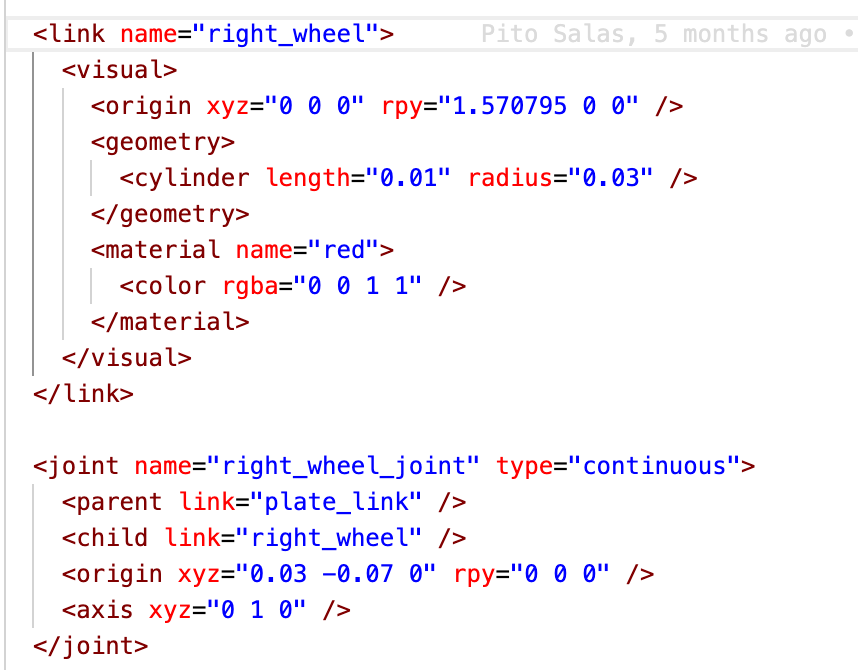 <link name="right_wheel"> Pito Salas, 5 months ago •
<visual>
<origin xyz="0 0 0" rpy="1.570795 0 0" />
<geometry>
<cylinder length="0.01" radius="0.03" />
</geometry>
<material name="red">
<color rgba="0 0 1 1" />
</material>
</visual>
</link>
<joint name="right_wheel_joint" type="continuous">
<parent link="plate_link" />
<child link="right_wheel" />
<origin xyz="0.03 -0.07 0" rpy="0 0 0" />
<axis xyz="0 1 0" />
</joint>